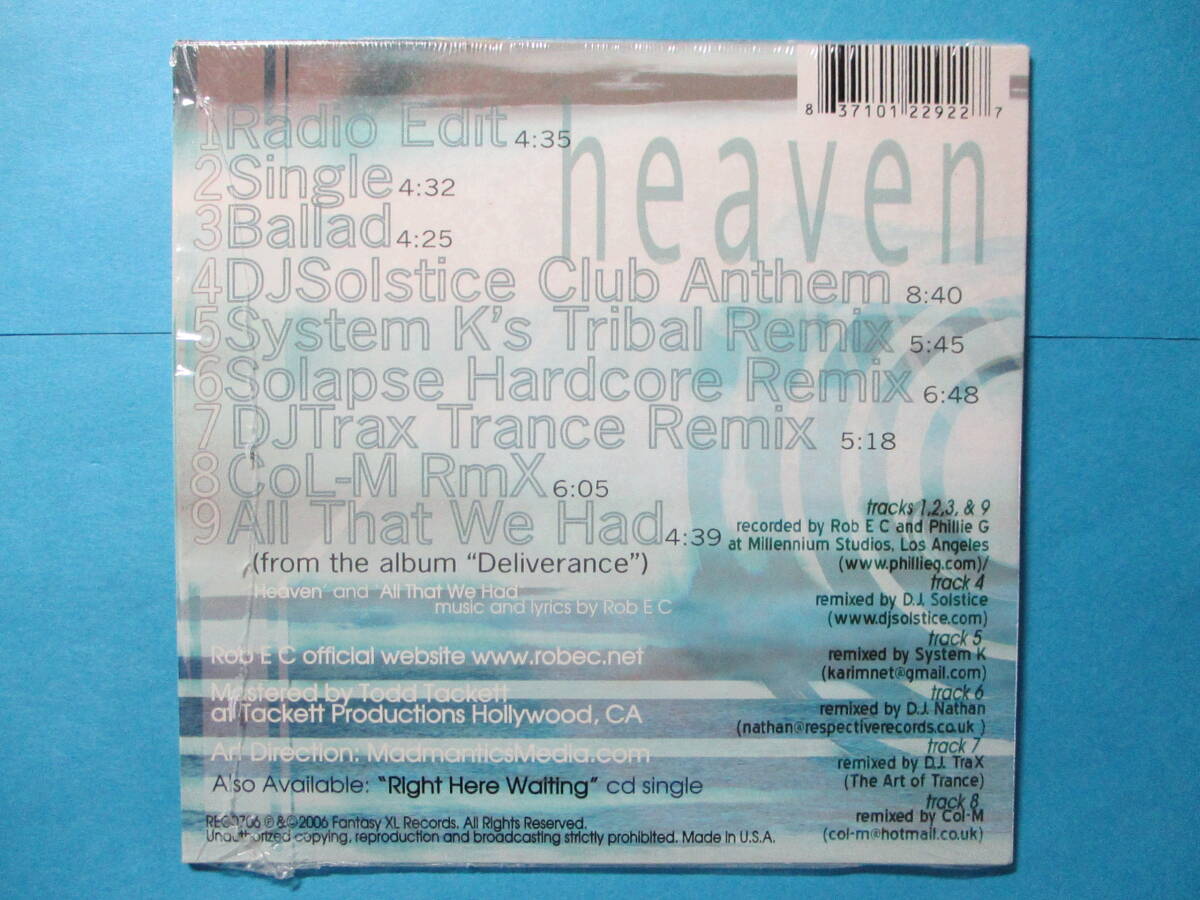 8 37101 22922 7
heaven
1 Radio Edit 4:35
2 Single 4:32
3 Ballad 4:25
4 DJSolstice Club Anthem 8:40
5 System K's Tribal Remix 5:45
6 Solapse Hardcore Remix 6:48
7 DJTrax Trance Remix 5:18
8 CoL-M RmX 6:05
9 All That We Had 4:39
(from the album "Deliverance")
'Heaven' and 'All That We Had'
music and lyrics by Rob E C
Rob E C official website www.robec.net
Mastered by Todd Tackett
at Tackett Productions Hollywood, CA
Art Direction: MadmanticsMedia.com
Also Available: "Right Here Waiting" cd single
REC0706 ℗ & © 2006 Fantasy XL Records. All Rights Reserved.
Unauthorized copying, reproduction and broadcasting strictly prohibited. Made in U.S.A.
tracks 1,2,3, & 9
recorded by Rob E C and Phillie G
at Millennium Studios, Los Angeles
(www.phillieg.com)/
track 4
remixed by D.J. Solstice
(www.djsolstice.com)
track 5
remixed by System K
(karimnet@gmail.com)
track 6
remixed by D.J. Nathan
(nathan@respectiverecords.co.uk )
track 7
remixed by D.J. TraX
(The Art of Trance)
track 8
remixed by Col-M
(col-m@hotmail.co.uk)